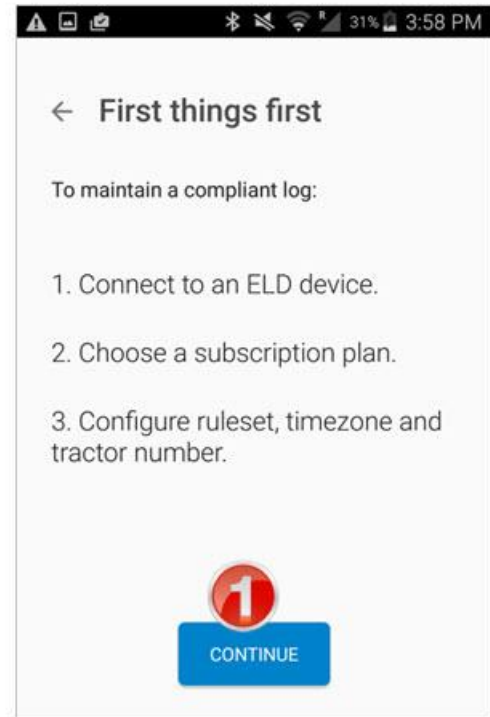 R 31% 3:58 PM
← First things first
To maintain a compliant log:
1. Connect to an ELD device.
2. Choose a subscription plan.
3. Configure ruleset, timezone and
tractor number.
1
CONTINUE